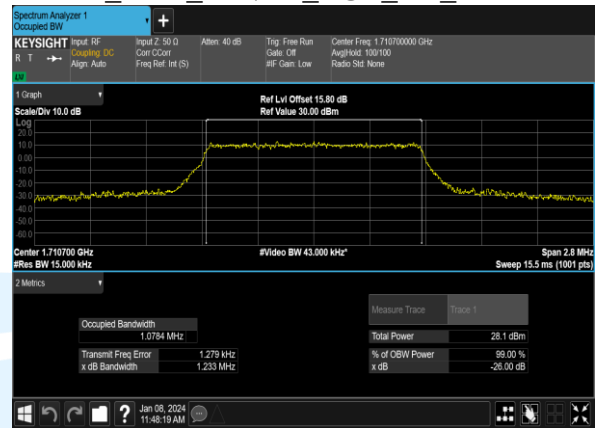 Spectrum Analyzer 1
Occupied BW
+
KEYSIGHT
R T
LV
Input: RF
Coupling: DC
Align: Auto
Input Z: 50 Ω
Corr CCorr
Freq Ref: Int (S)
Atten: 40 dB
Trig: Free Run
Gate: Off
#IF Gain: Low
Center Freq: 1.710700000 GHz
Avg|Hold: 100/100
Radio Std: None
1 Graph
Scale/Div 10.0 dB
Ref Lvl Offset 15.80 dB
Ref Value 30.00 dBm
Log
20.0
10.0
0.00
-10.0
-20.0
-30.0
-40.0
-50.0
-60.0
Center 1.710700 GHz
#Res BW 15.000 kHz
#Video BW 43.000 kHz*
Span 2.8 MHz
Sweep 15.5 ms (1001 pts)
2 Metrics
Measure Trace Trace 1
Occupied Bandwidth
1.0784 MHz
Total Power 28.1 dBm
Transmit Freq Error 1.279 kHz
% of OBW Power 99.00 %
x dB Bandwidth 1.233 MHz
x dB -26.00 dB
?
Jan 08, 2024
11:48:19 AM